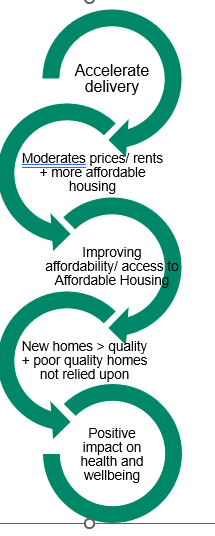 Accelerate
delivery
Moderates prices/ rents
+ more affordable
housing
Improving
affordability/ access to
Affordable Housing
New homes > quality
+ poor quality homes
not relied upon
Positive
impact on
health and
wellbeing